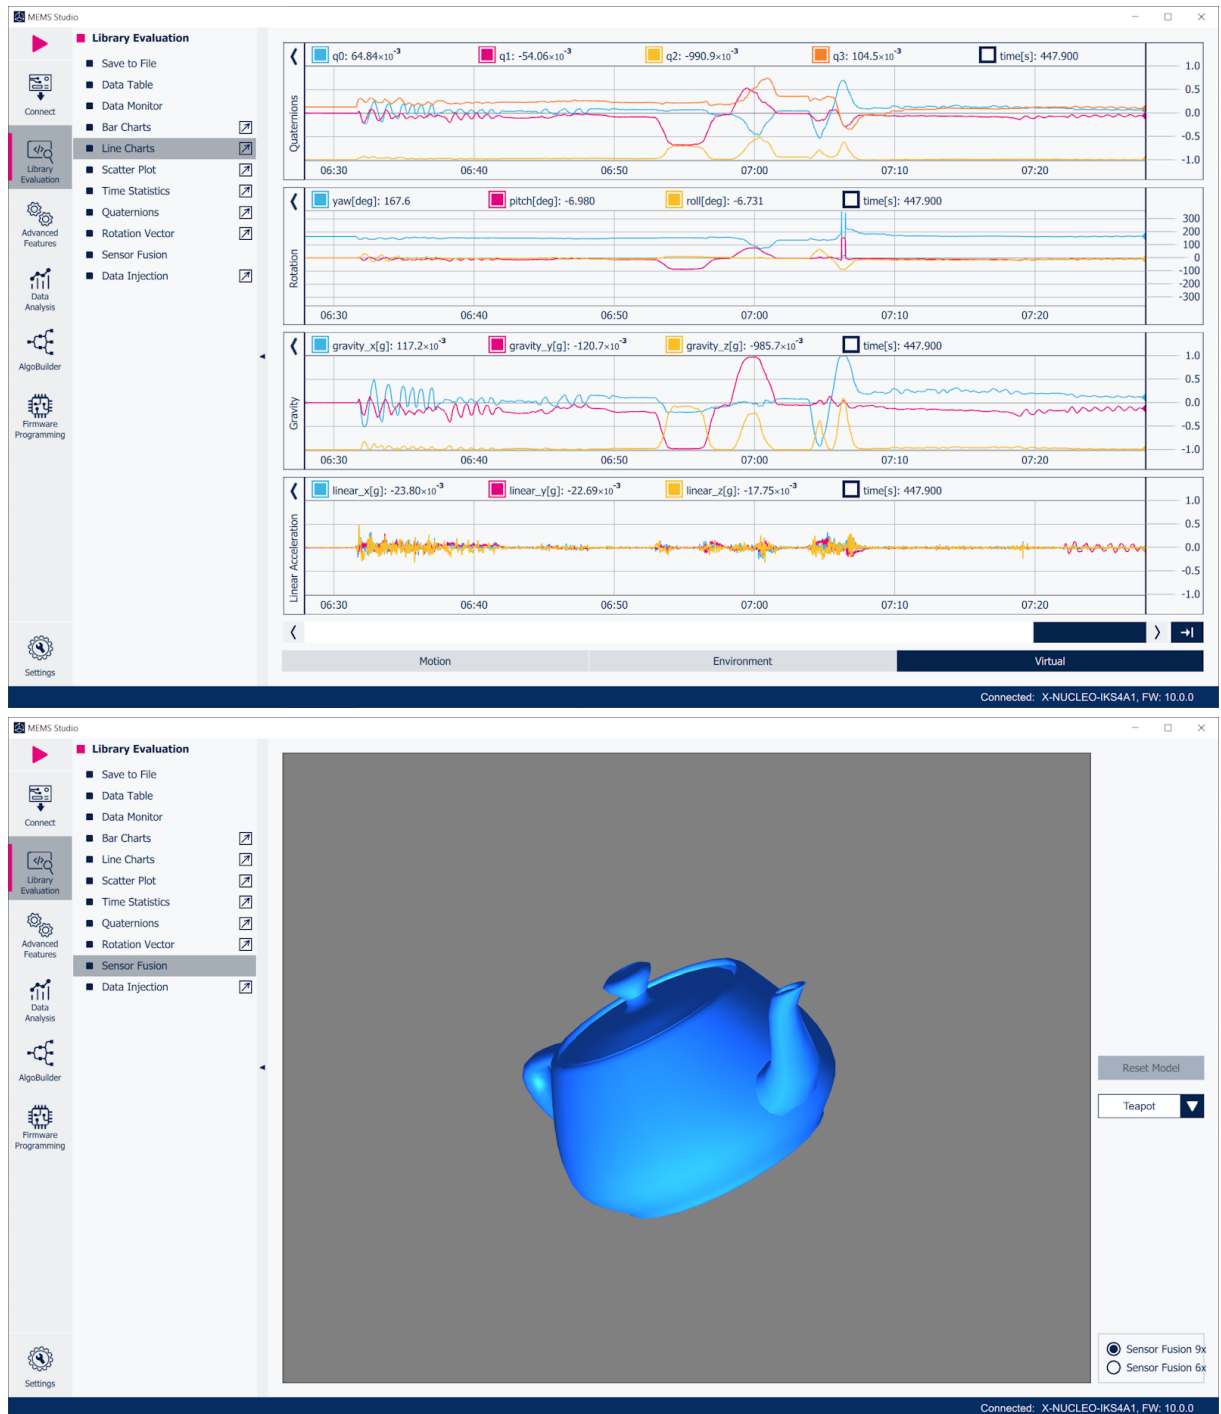 MEMS Studio
Library Evaluation
Save to File
Data Table
Data Monitor
Bar Charts
Line Charts
Scatter Plot
Time Statistics
Quaternions
Rotation Vector
Sensor Fusion
Data Injection
Connect
Library
Evaluation
Advanced
Features
Data
Analysis
AlgoBuilder
Firmware
Programming
Settings
q0: 64.84×10⁻³ q1: -54.06×10⁻³ q2: -990.9×10⁻³ q3: 104.5×10⁻³ time[s]: 447.900
Quaternions
1.0
0.5
0.0
-0.5
-1.0
06:30 06:40 06:50 07:00 07:10 07:20
yaw[deg]: 167.6 pitch[deg]: -6.980 roll[deg]: -6.731 time[s]: 447.900
Rotation
300
200
100
0
-100
-200
-300
06:30 06:40 06:50 07:00 07:10 07:20
gravity_x[g]: 117.2×10⁻³ gravity_y[g]: -120.7×10⁻³ gravity_z[g]: -985.7×10⁻³ time[s]: 447.900
Gravity
1.0
0.5
0.0
-0.5
-1.0
06:30 06:40 06:50 07:00 07:10 07:20
linear_x[g]: -23.80×10⁻³ linear_y[g]: -22.69×10⁻³ linear_z[g]: -17.75×10⁻³ time[s]: 447.900
Linear Acceleration
1.0
0.5
0.0
-0.5
-1.0
06:30 06:40 06:50 07:00 07:10 07:20
Motion Environment Virtual
Connected: X-NUCLEO-IKS4A1, FW: 10.0.0
MEMS Studio
Library Evaluation
Save to File
Data Table
Data Monitor
Bar Charts
Line Charts
Scatter Plot
Time Statistics
Quaternions
Rotation Vector
Sensor Fusion
Data Injection
Connect
Library
Evaluation
Advanced
Features
Data
Analysis
AlgoBuilder
Firmware
Programming
Settings
Reset Model
Teapot
Sensor Fusion 9x
Sensor Fusion 6x
Connected: X-NUCLEO-IKS4A1, FW: 10.0.0